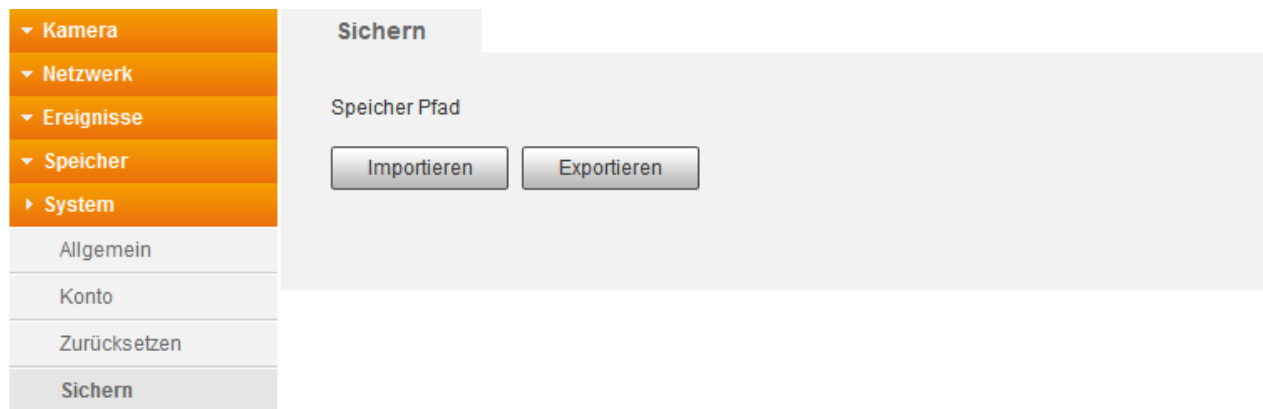 Kamera
Netzwerk
Ereignisse
Speicher
System
Allgemein
Konto
Zurücksetzen
Sichern
Sichern
Speicher Pfad
Importieren Exportieren